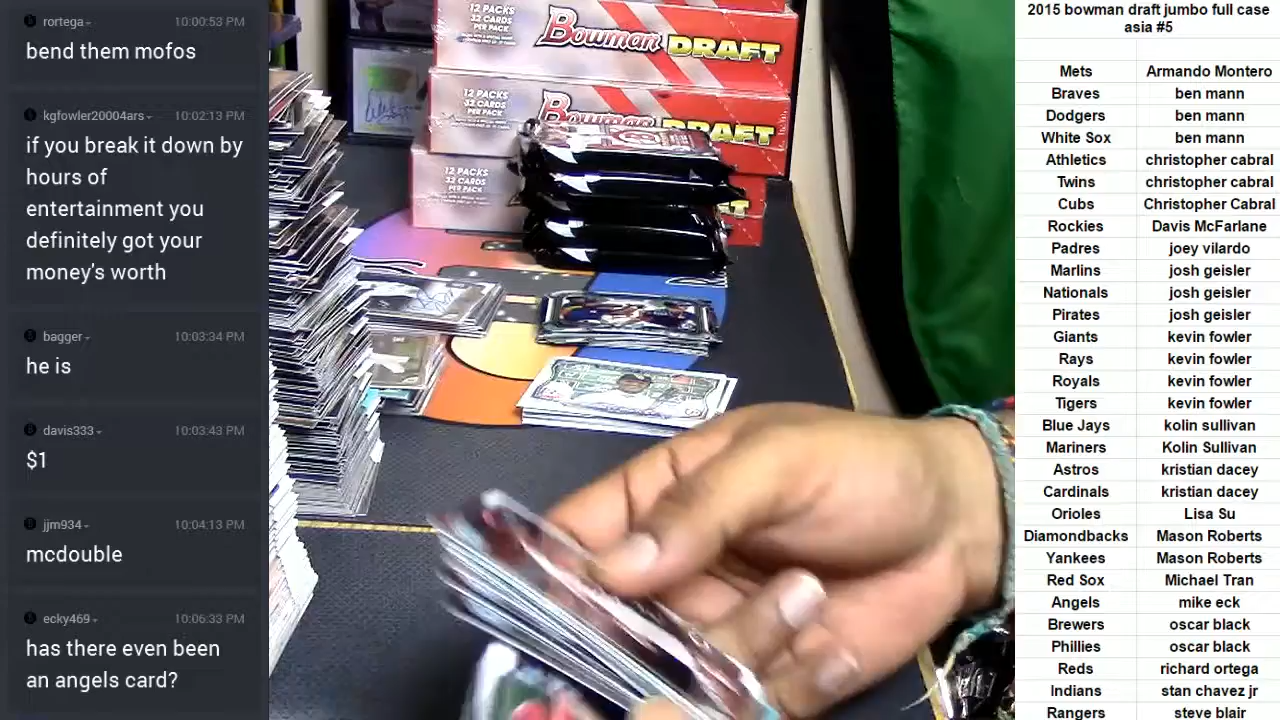 rortega 10:00:53 PM
bend them mofos
kgfowler20004ars 10:02:13 PM
if you break it down by
hours of
entertainment you
definitely got your
money's worth
bagger 10:03:34 PM
he is
davis333 10:03:43 PM
$1
jjm934 10:04:13 PM
mcdouble
ecky469 10:06:33 PM
has there even been
an angels card?
12 PACKS
32 CARDS
PER PACK
Bowman DRAFT
12 PACKS
32 CARDS
PER PACK
Bowman DRAFT
12 PACKS
32 CARDS
PER PACK
2015 bowman draft jumbo full case
asia #5
Mets Armando Montero
Braves ben mann
Dodgers ben mann
White Sox ben mann
Athletics christopher cabral
Twins christopher cabral
Cubs Christopher Cabral
Rockies Davis McFarlane
Padres joey vilardo
Marlins josh geisler
Nationals josh geisler
Pirates josh geisler
Giants kevin fowler
Rays kevin fowler
Royals kevin fowler
Tigers kevin fowler
Blue Jays kolin sullivan
Mariners Kolin Sullivan
Astros kristian dacey
Cardinals kristian dacey
Orioles Lisa Su
Diamondbacks Mason Roberts
Yankees Mason Roberts
Red Sox Michael Tran
Angels mike eck
Brewers oscar black
Phillies oscar black
Reds richard ortega
Indians stan chavez jr
Rangers steve blair